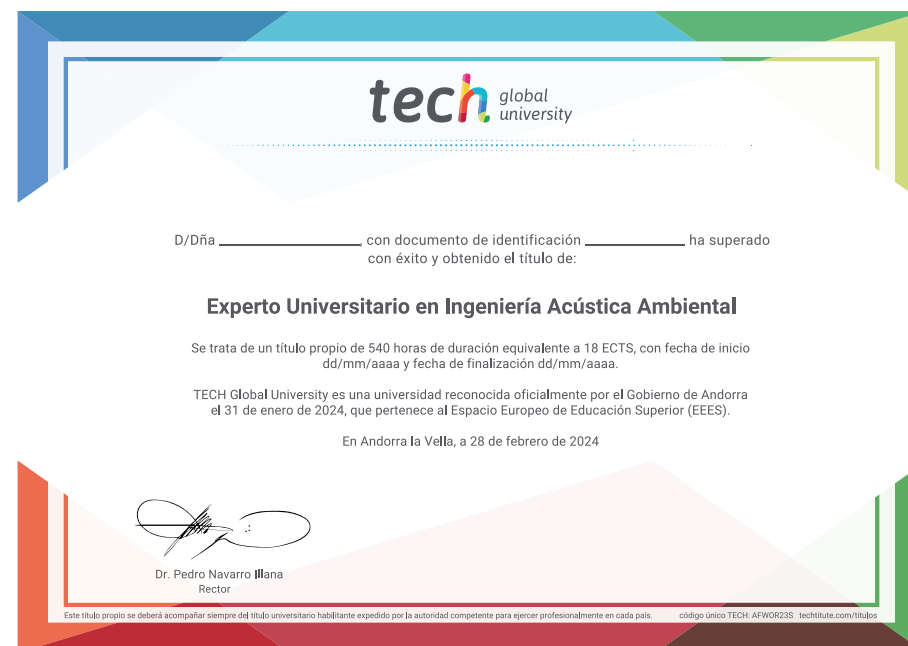 tech global university
D/Dña ____________________, con documento de identificación ______________ ha superado
con éxito y obtenido el título de:
Experto Universitario en Ingeniería Acústica Ambiental
Se trata de un título propio de 540 horas de duración equivalente a 18 ECTS, con fecha de inicio
dd/mm/aaaa y fecha de finalización dd/mm/aaaa.
TECH Global University es una universidad reconocida oficialmente por el Gobierno de Andorra
el 31 de enero de 2024, que pertenece al Espacio Europeo de Educación Superior (EEES).
En Andorra la Vella, a 28 de febrero de 2024
Dr. Pedro Navarro Illana
Rector
Este título propio se deberá acompañar siempre del título universitario habilitante expedido por la autoridad competente para ejercer profesionalmente en cada país. código único TECH: AFWOR23S techtitute.com/titulos